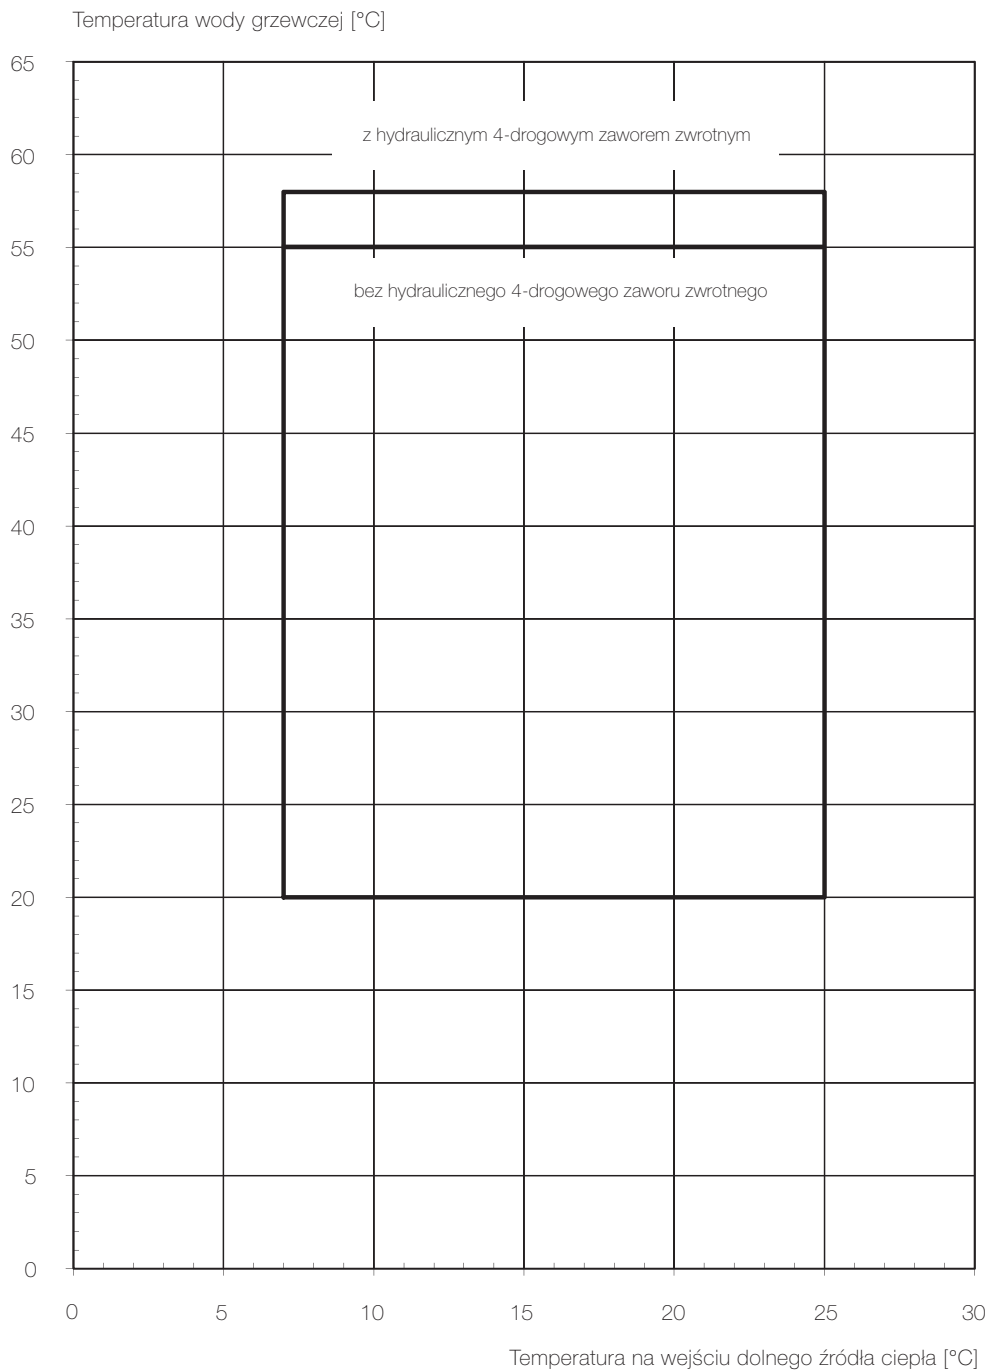 Temperatura wody grzewczej [°C]
65
z hydraulicznym 4-drogowym zaworem zwrotnym
60
55
bez hydraulicznego 4-drogowego zaworu zwrotnego
50
45
40
35
30
25
20
15
10
5
0
0 5 10 15 20 25 30
Temperatura na wejściu dolnego źródła ciepła [°C]